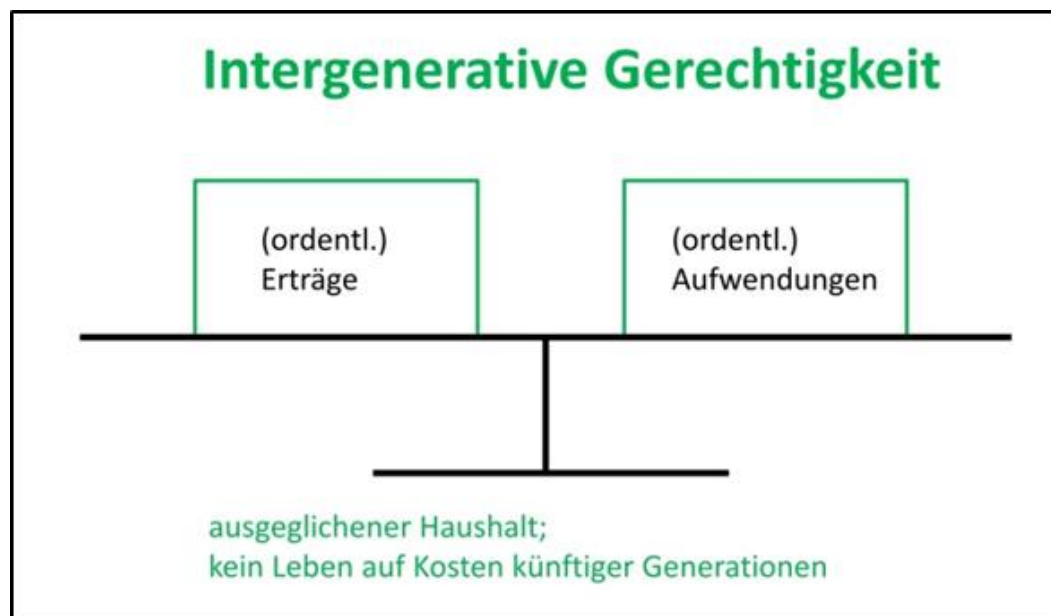 Intergenerative Gerechtigkeit
(ordentl.)
Erträge
(ordentl.)
Aufwendungen
ausgeglichener Haushalt;
kein Leben auf Kosten künftiger Generationen